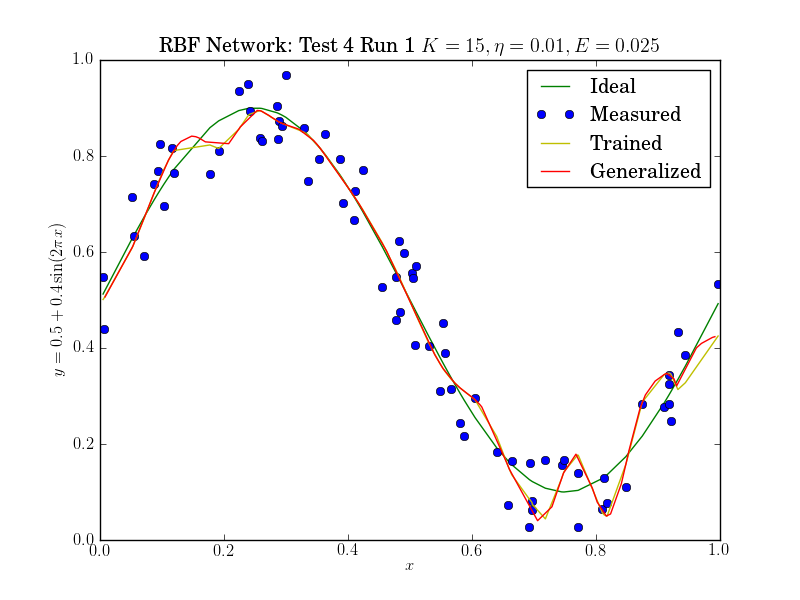 RBF Network: Test 4 Run 1 K = 15, η = 0.01, E = 0.025
1.0
0.8
0.6
0.4
0.2
0.0
y = 0.5 + 0.4 sin(2πx)
Ideal
Measured
Trained
Generalized
0.0 0.2 0.4 0.6 0.8 1.0
x